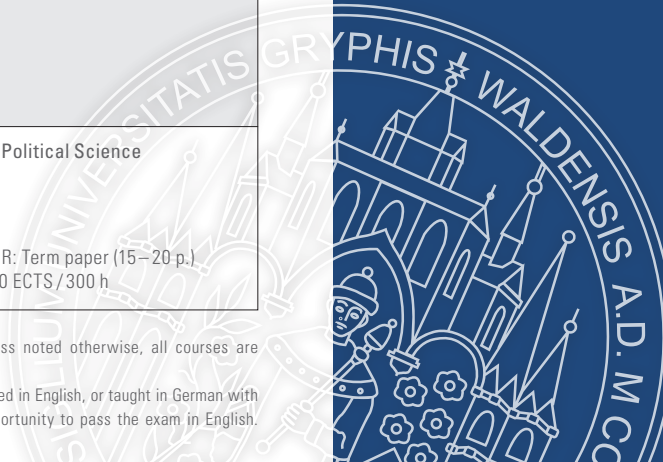 Political Science
R: Term paper (15–20 p.)
0 ECTS / 300 h
ss noted otherwise, all courses are
ed in English, or taught in German with
ortunity to pass the exam in English.
UNIVERSITATIS GRYPHISWALDENSIS A.D. M CC